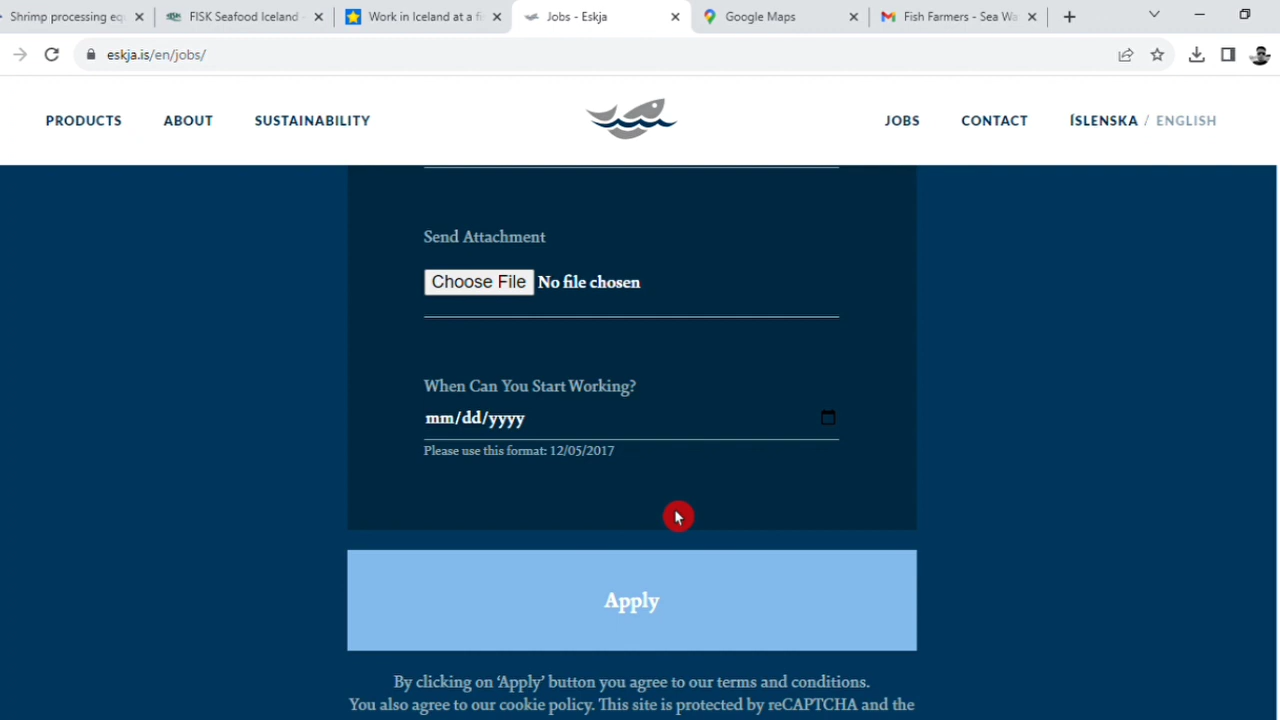 Shrimp processing eq
FISK Seafood Iceland
Work in Iceland at a fi
Jobs - Eskja
Google Maps
Fish Farmers - Sea Wa
eskja.is/en/jobs/
PRODUCTS
ABOUT
SUSTAINABILITY
JOBS
CONTACT
ÍSLENSKA / ENGLISH
Send Attachment
Choose File No file chosen
When Can You Start Working?
mm/dd/yyyy
Please use this format: 12/05/2017
Apply
By clicking on ‘Apply’ button you agree to our terms and conditions.
You also agree to our cookie policy. This site is protected by reCAPTCHA and the